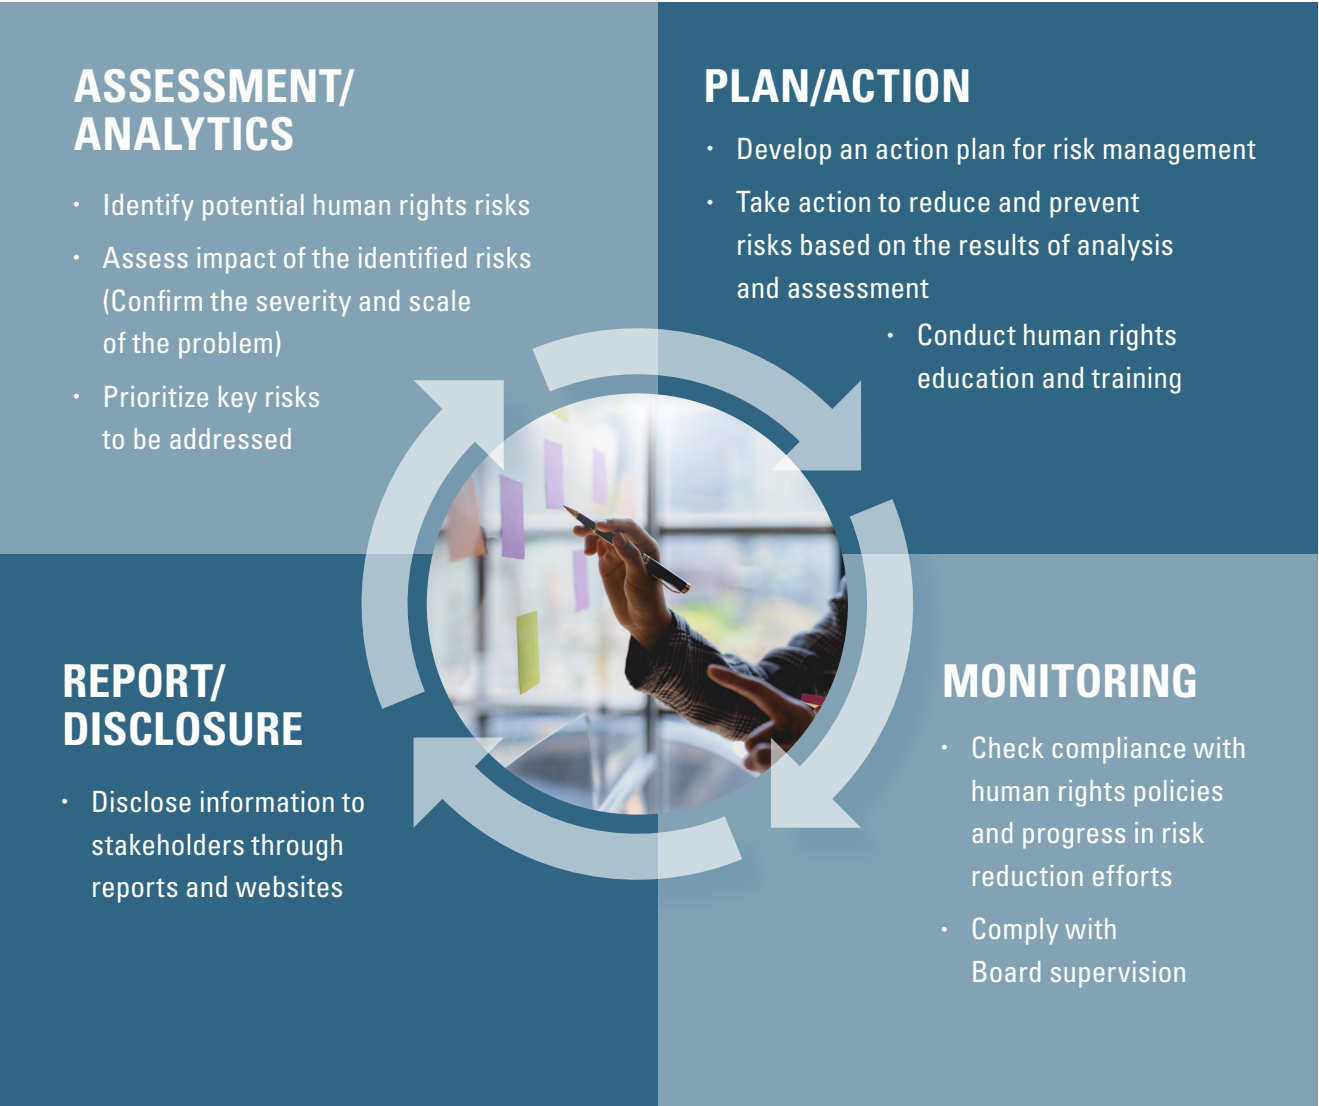 ASSESSMENT/
ANALYTICS
• Identify potential human rights risks
• Assess impact of the identified risks
(Confirm the severity and scale
of the problem)
• Prioritize key risks
to be addressed
PLAN/ACTION
• Develop an action plan for risk management
• Take action to reduce and prevent
risks based on the results of analysis
and assessment
• Conduct human rights
education and training
REPORT/
DISCLOSURE
• Disclose information to
stakeholders through
reports and websites
MONITORING
• Check compliance with
human rights policies
and progress in risk
reduction efforts
• Comply with
Board supervision